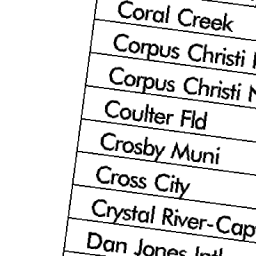 Coral Creek
Corpus Christi
Corpus Christi
Coulter Fld
Crosby Muni
Cross City
Crystal River-Cap
Dan Jones Intl